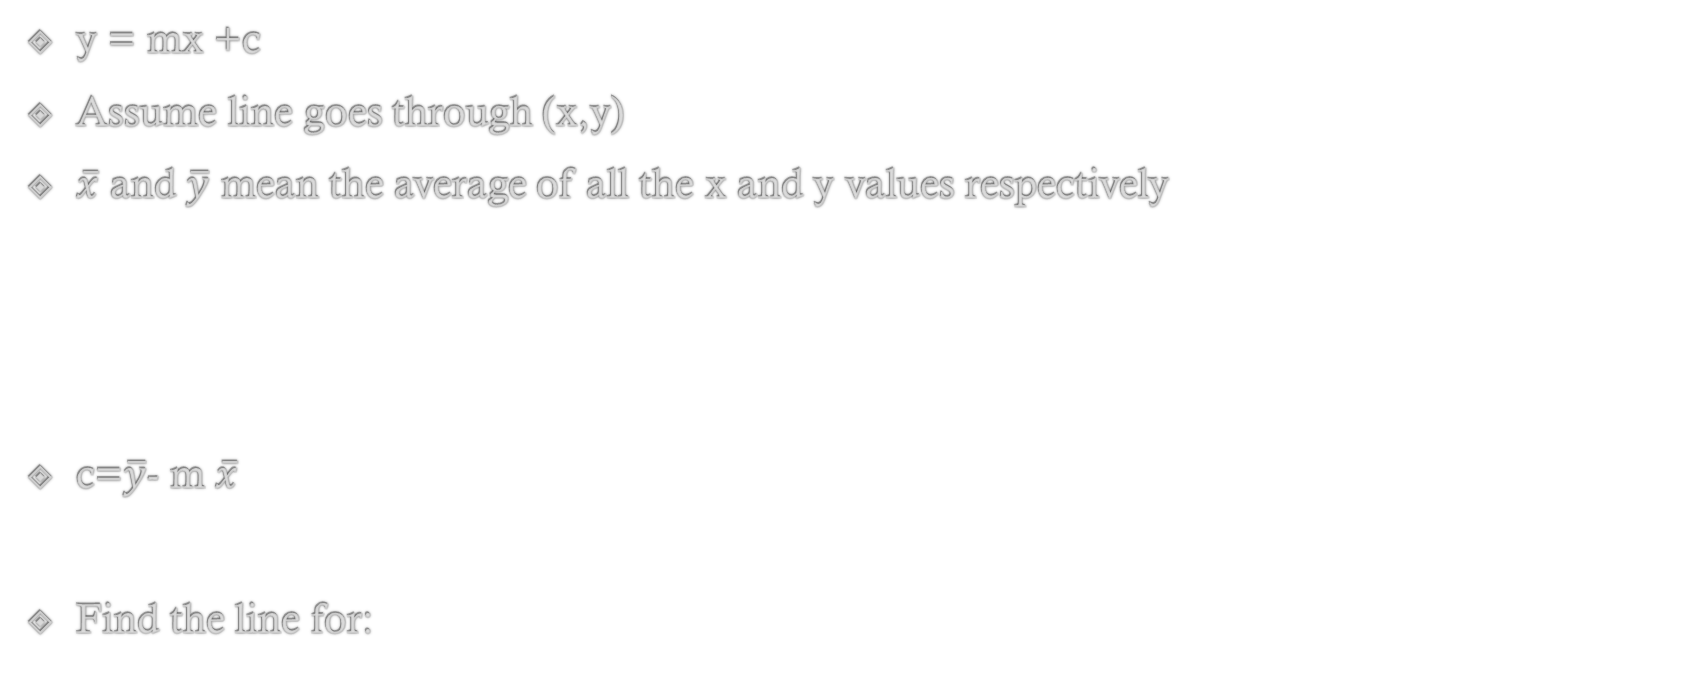 y = mx +c
Assume line goes through (x,y)
x̅ and y̅ mean the average of all the x and y values respectively
c=y̅- m x̅
Find the line for: